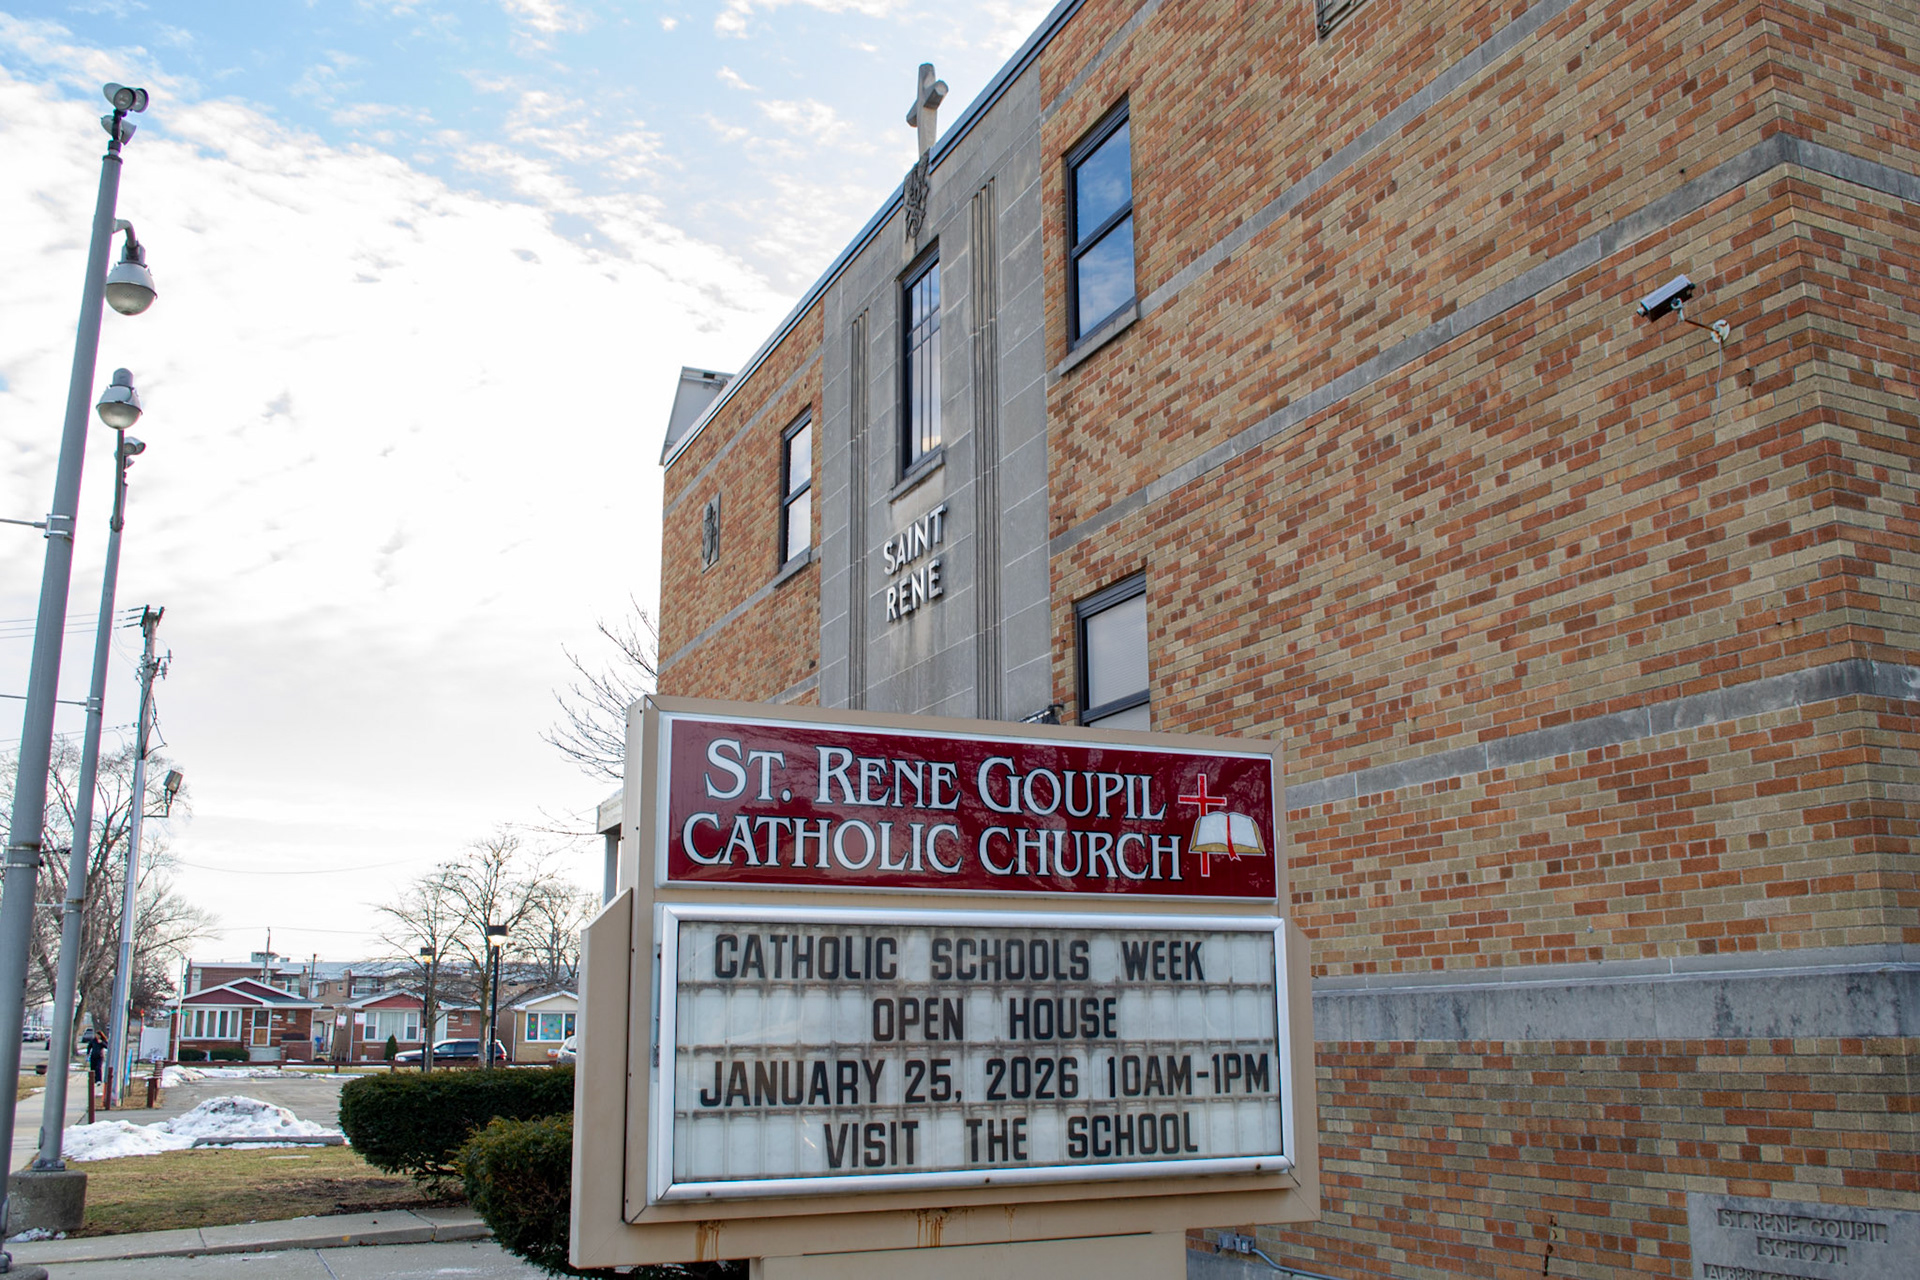 SAINT
RENE
ST. RENE GOUPIL
CATHOLIC CHURCH
CATHOLIC SCHOOLS WEEK
OPEN HOUSE
JANUARY 25, 2026 10AM-1PM
VISIT THE SCHOOL
ST. RENE GOUPIL
SCHOOL